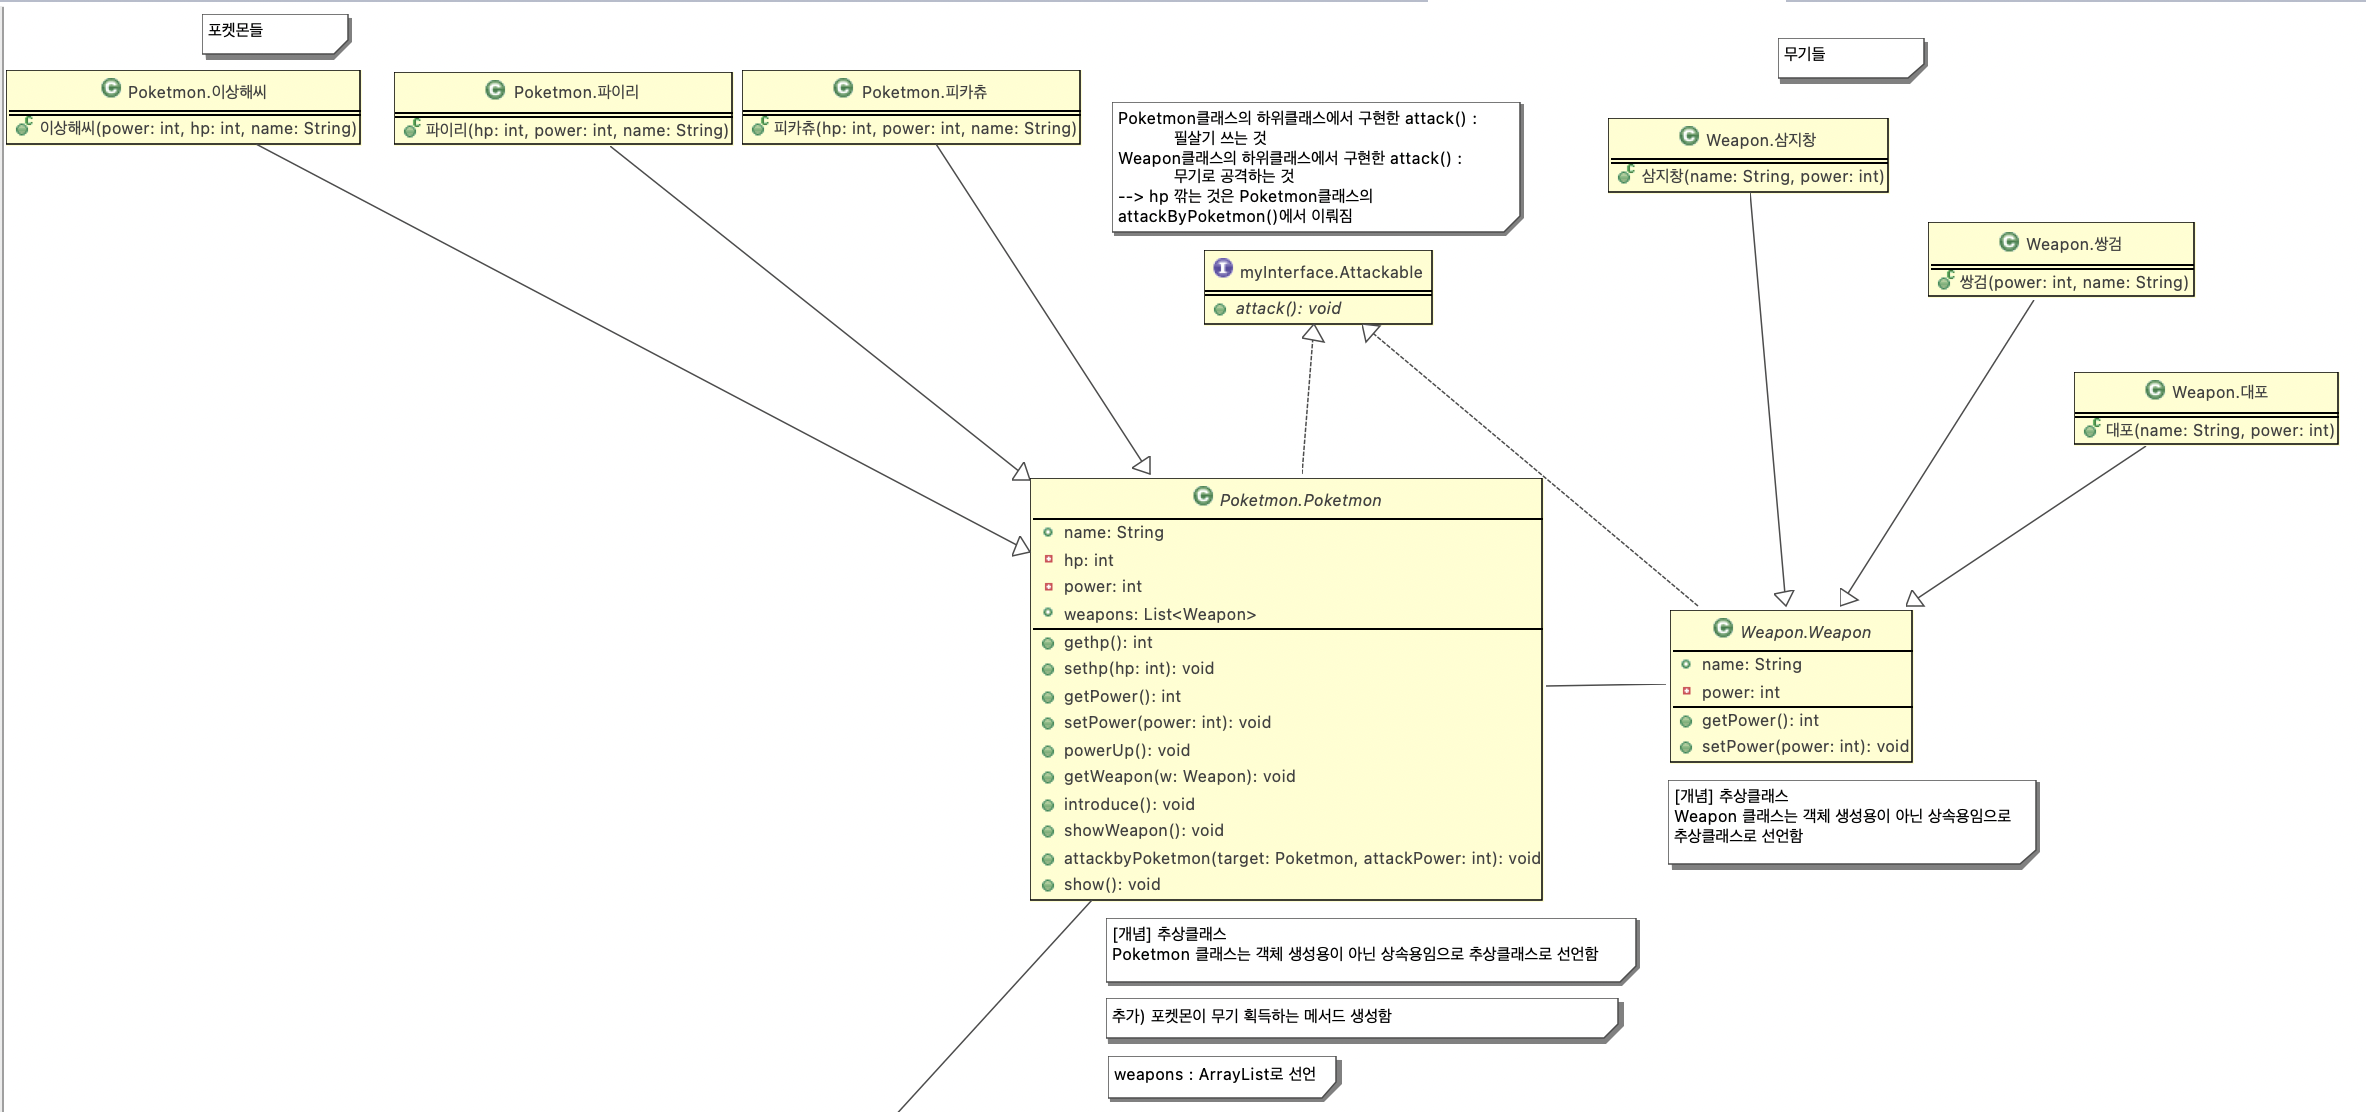 포켓몬들
Poketmon.이상해씨
이상해씨(power: int, hp: int, name: String)
Poketmon.파이리
파이리(hp: int, power: int, name: String)
Poketmon.피카츄
피카츄(hp: int, power: int, name: String)
Poketmon클래스의 하위클래스에서 구현한 attack() :
필살기 쓰는 것
Weapon클래스의 하위클래스에서 구현한 attack() :
무기로 공격하는 것
--> hp 깎는 것은 Poketmon클래스의
attackByPoketmon()에서 이뤄짐
myInterface.Attackable
attack(): void
무기들
Weapon.삼지창
삼지창(name: String, power: int)
Weapon.쌍검
쌍검(power: int, name: String)
Weapon.대포
대포(name: String, power: int)
Poketmon.Poketmon
name: String
hp: int
power: int
weapons: List<Weapon>
gethp(): int
sethp(hp: int): void
getPower(): int
setPower(power: int): void
powerUp(): void
getWeapon(w: Weapon): void
introduce(): void
showWeapon(): void
attackbyPoketmon(target: Poketmon, attackPower: int): void
show(): void
Weapon.Weapon
name: String
power: int
getPower(): int
setPower(power: int): void
[개념] 추상클래스
Weapon 클래스는 객체 생성용이 아닌 상속용임으로
추상클래스로 선언함
[개념] 추상클래스
Poketmon 클래스는 객체 생성용이 아닌 상속용임으로 추상클래스로 선언함
추가) 포켓몬이 무기 획득하는 메서드 생성함
weapons : ArrayList로 선언